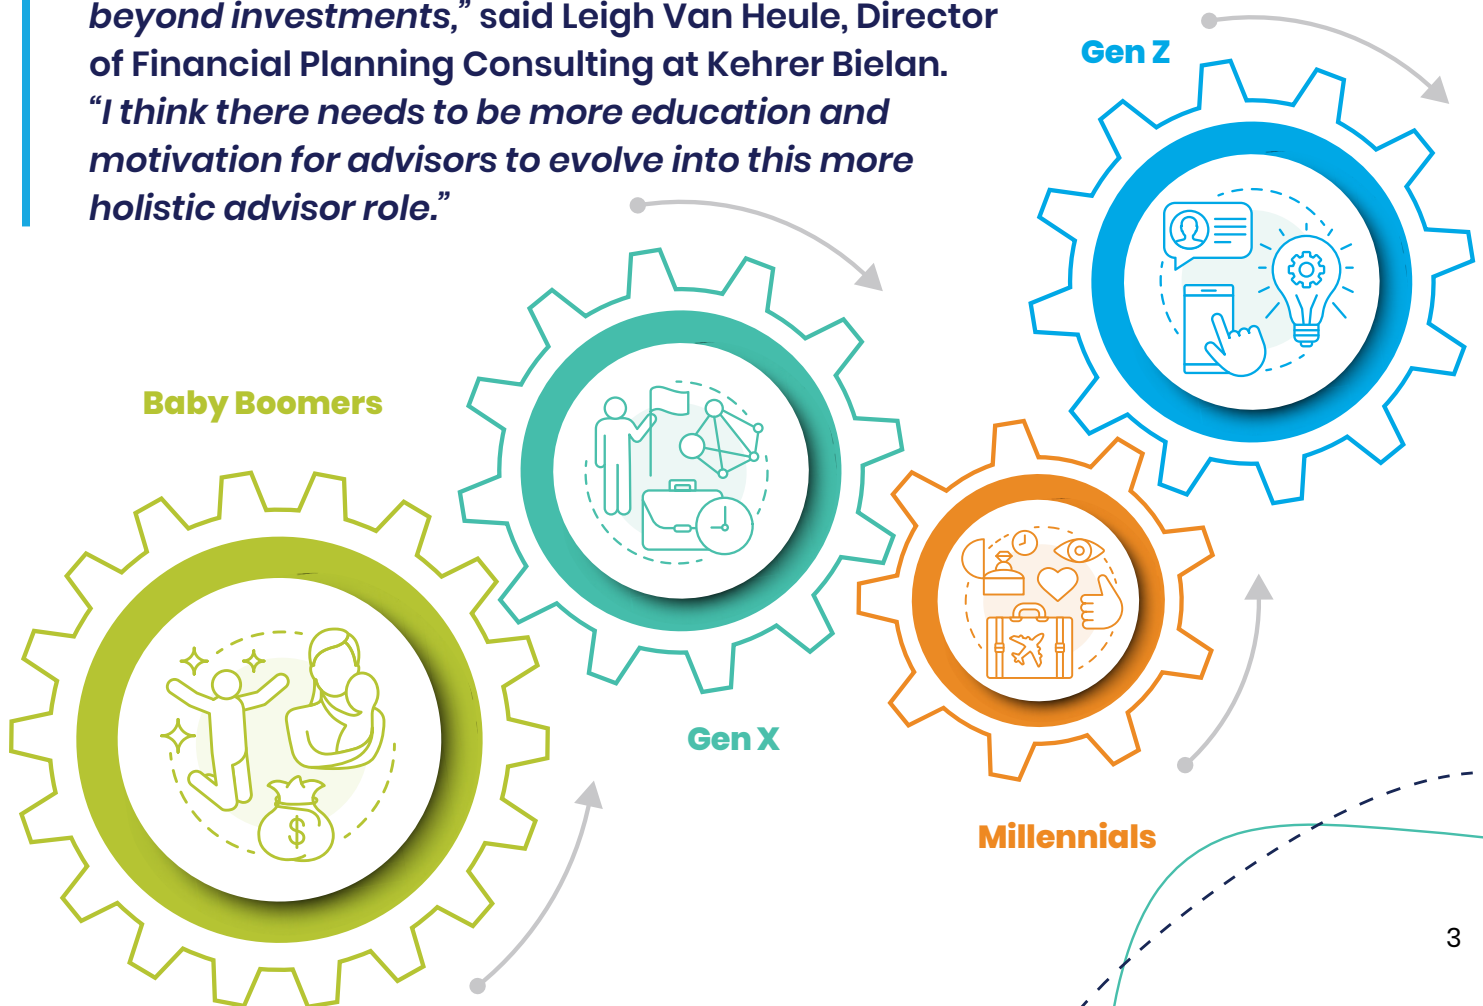 beyond investments,” said Leigh Van Heule, Director
of Financial Planning Consulting at Kehrer Bielan.
“I think there needs to be more education and
motivation for advisors to evolve into this more
holistic advisor role.”
Gen Z
Baby Boomers
Gen X
Millennials
$
3